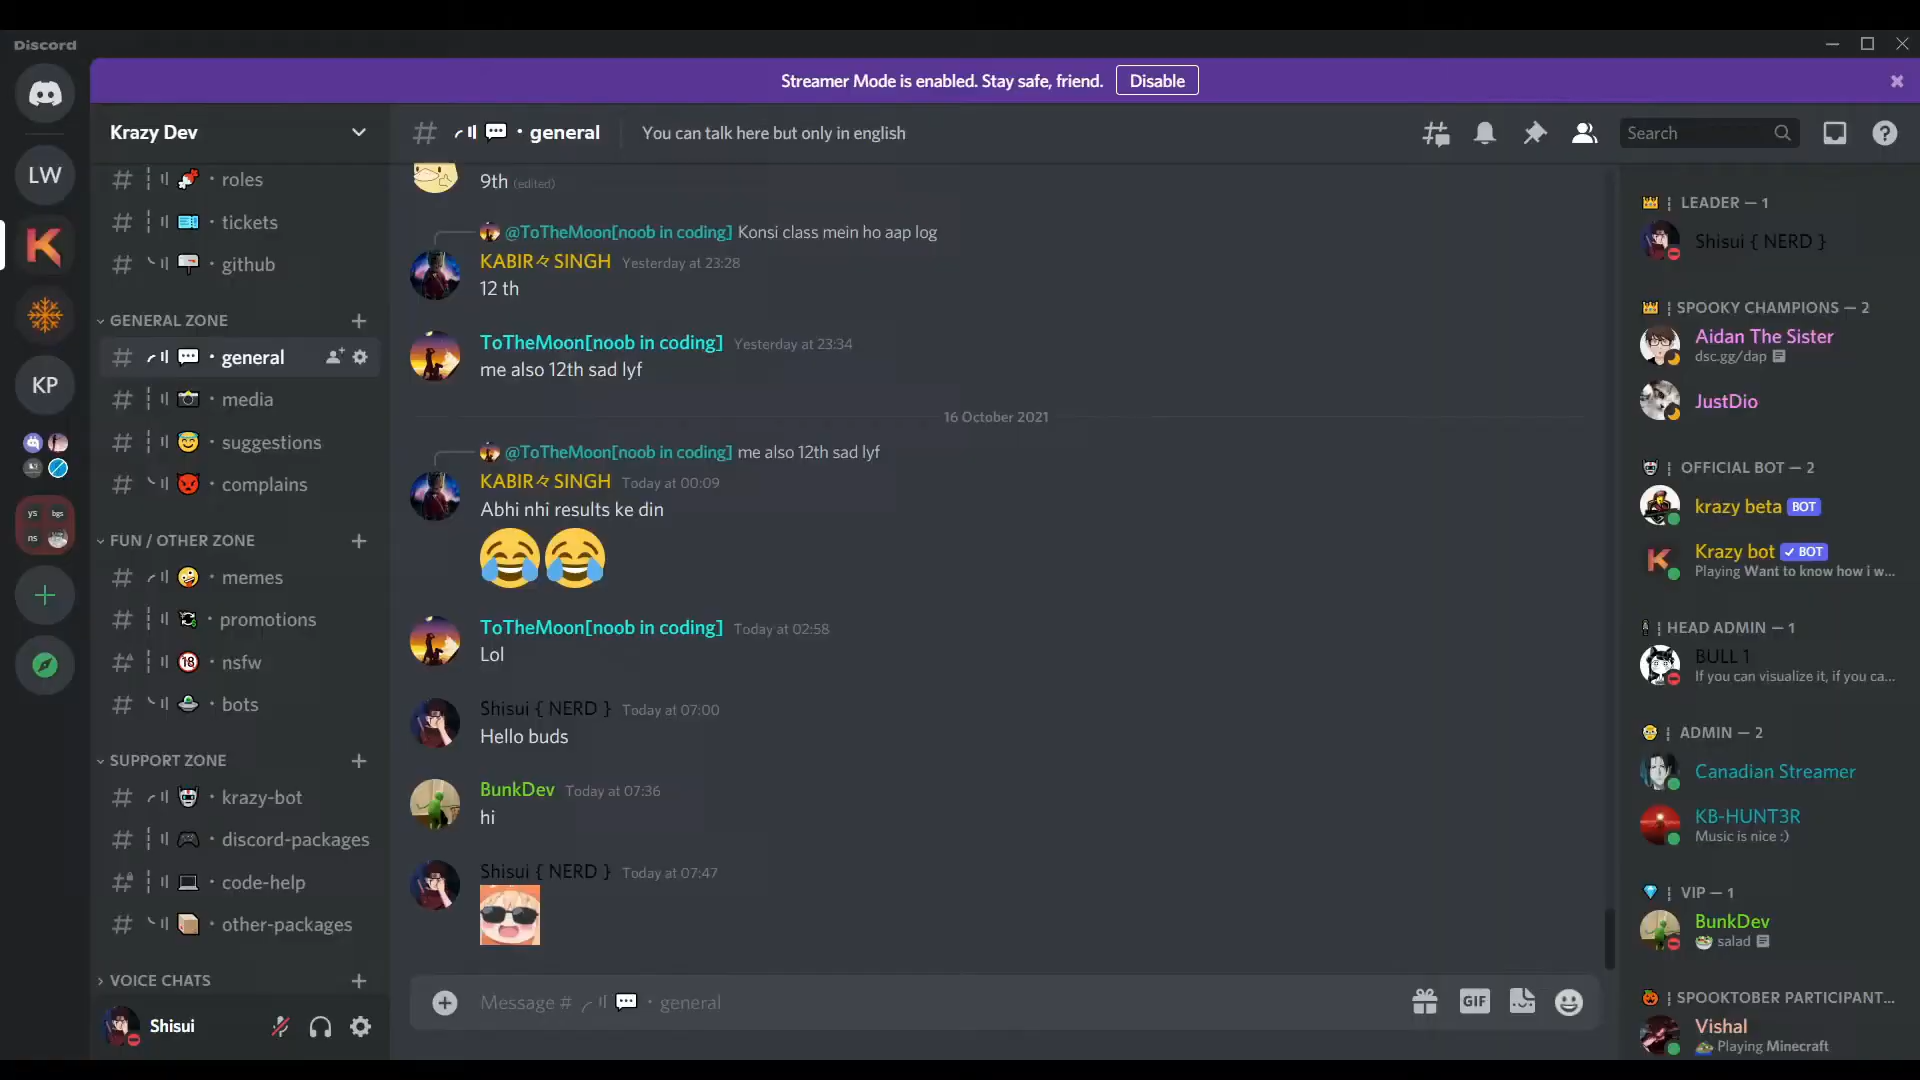 Discord
Streamer Mode is enabled. Stay safe, friend. Disable
LW
KP
ys bgs
ns
Krazy Dev
roles
tickets
github
GENERAL ZONE
general
media
suggestions
complains
FUN / OTHER ZONE
memes
promotions
nsfw
bots
SUPPORT ZONE
krazy-bot
discord-packages
code-help
other-packages
VOICE CHATS
Shisui
# 💬・general You can talk here but only in english
Search
9th (edited)
@ToTheMoon[noob in coding] Konsi class mein ho aap log
KABIR々SINGH Yesterday at 23:28
12 th
ToTheMoon[noob in coding] Yesterday at 23:34
me also 12th sad lyf
16 October 2021
@ToTheMoon[noob in coding] me also 12th sad lyf
KABIR々SINGH Today at 00:09
Abhi nhi results ke din
😂😂
ToTheMoon[noob in coding] Today at 02:58
Lol
Shisui { NERD } Today at 07:00
Hello buds
BunkDev Today at 07:36
hi
Shisui { NERD } Today at 07:47
Message # 💬・general
GIF
LEADER — 1
Shisui { NERD }
SPOOKY CHAMPIONS — 2
Aidan The Sister
dsc.gg/dap
JustDio
OFFICIAL BOT — 2
krazy beta BOT
Krazy bot ✓ BOT
Playing Want to know how i w...
HEAD ADMIN — 1
BULL 1
If you can visualize it, if you ca...
ADMIN — 2
Canadian Streamer
KB-HUNT3R
Music is nice :)
VIP — 1
BunkDev
🥗 salad
SPOOKTOBER PARTICIPANT...
Vishal
Playing Minecraft